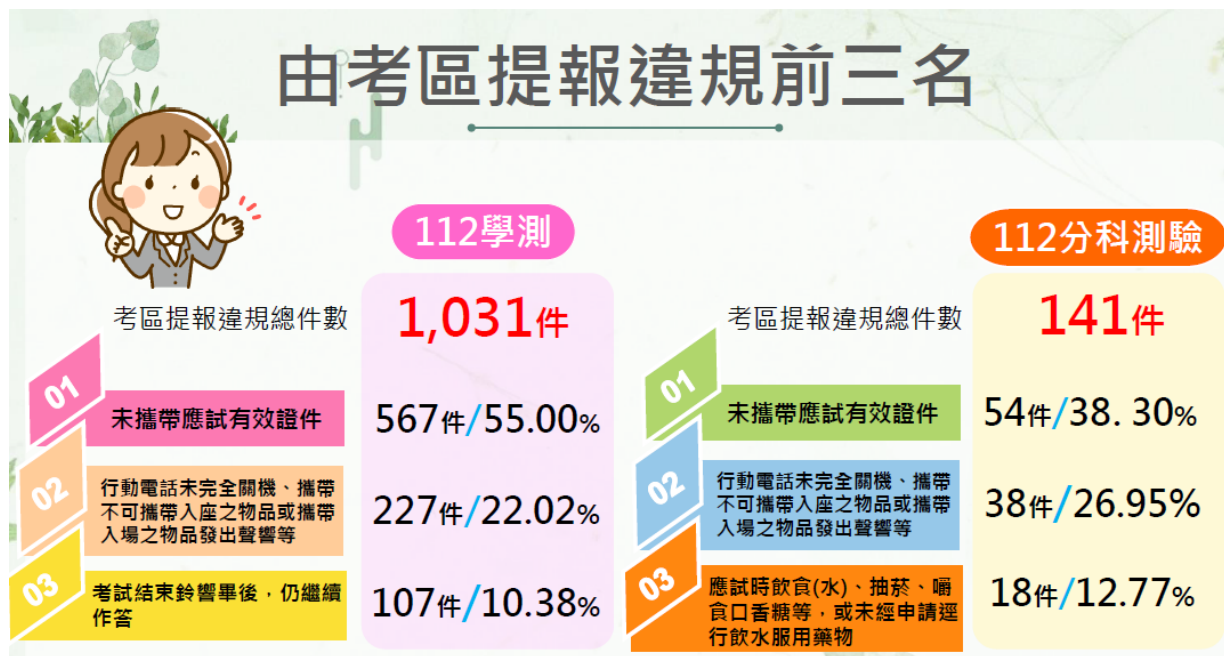 由考區提報違規前三名
112學測
考區提報違規總件數
1,031件
01
未攜帶應試有效證件
567件/55.00%
02
行動電話未完全關機、攜帶
不可攜帶入座之物品或攜帶
入場之物品發出聲響等
227件/22.02%
03
考試結束鈴響畢後，仍繼續
作答
107件/10.38%
112分科測驗
考區提報違規總件數
141件
01
未攜帶應試有效證件
54件/38. 30%
02
行動電話未完全關機、攜帶
不可攜帶入座之物品或攜帶
入場之物品發出聲響等
38件/26.95%
03
應試時飲食(水)、抽菸、嚼
食口香糖等，或未經申請逕
行飲水服用藥物
18件/12.77%